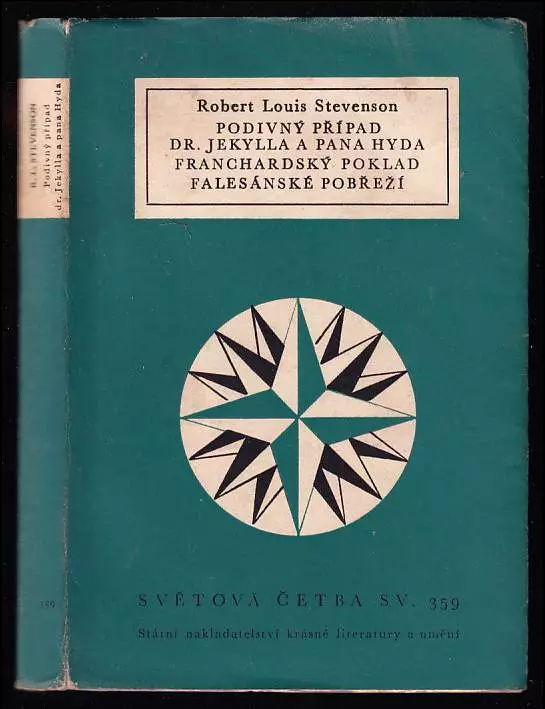 Robert Louis Stevenson
PODIVNÝ PŘÍPAD
DR. JEKYLLA A PANA HYDA
FRANCHARDSKÝ POKLAD
FALESÁNSKÉ POBŘEŽÍ
SVĚTOVÁ ČETBA SV. 359
Státní nakladatelství krásné literatury a umění
R. L. STEVENSON
Podivný případ
dr. Jekylla a pana Hyda
359